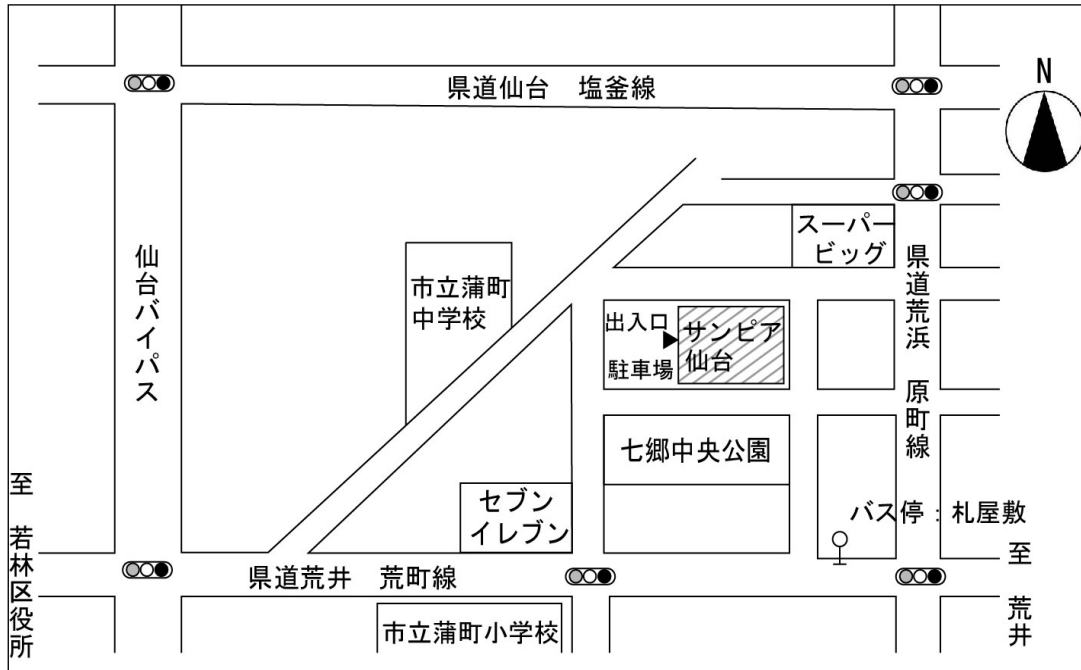 県道仙台　塩釜線
N
スーパー
ビッグ
仙台バイパス
市立蒲町
中学校
県道荒浜　原町線
出入口
サンピア
仙台
駐車場
七郷中央公園
至　若林区役所
セブン
イレブン
バス停：札屋敷
至　荒井
県道荒井　荒町線
市立蒲町小学校